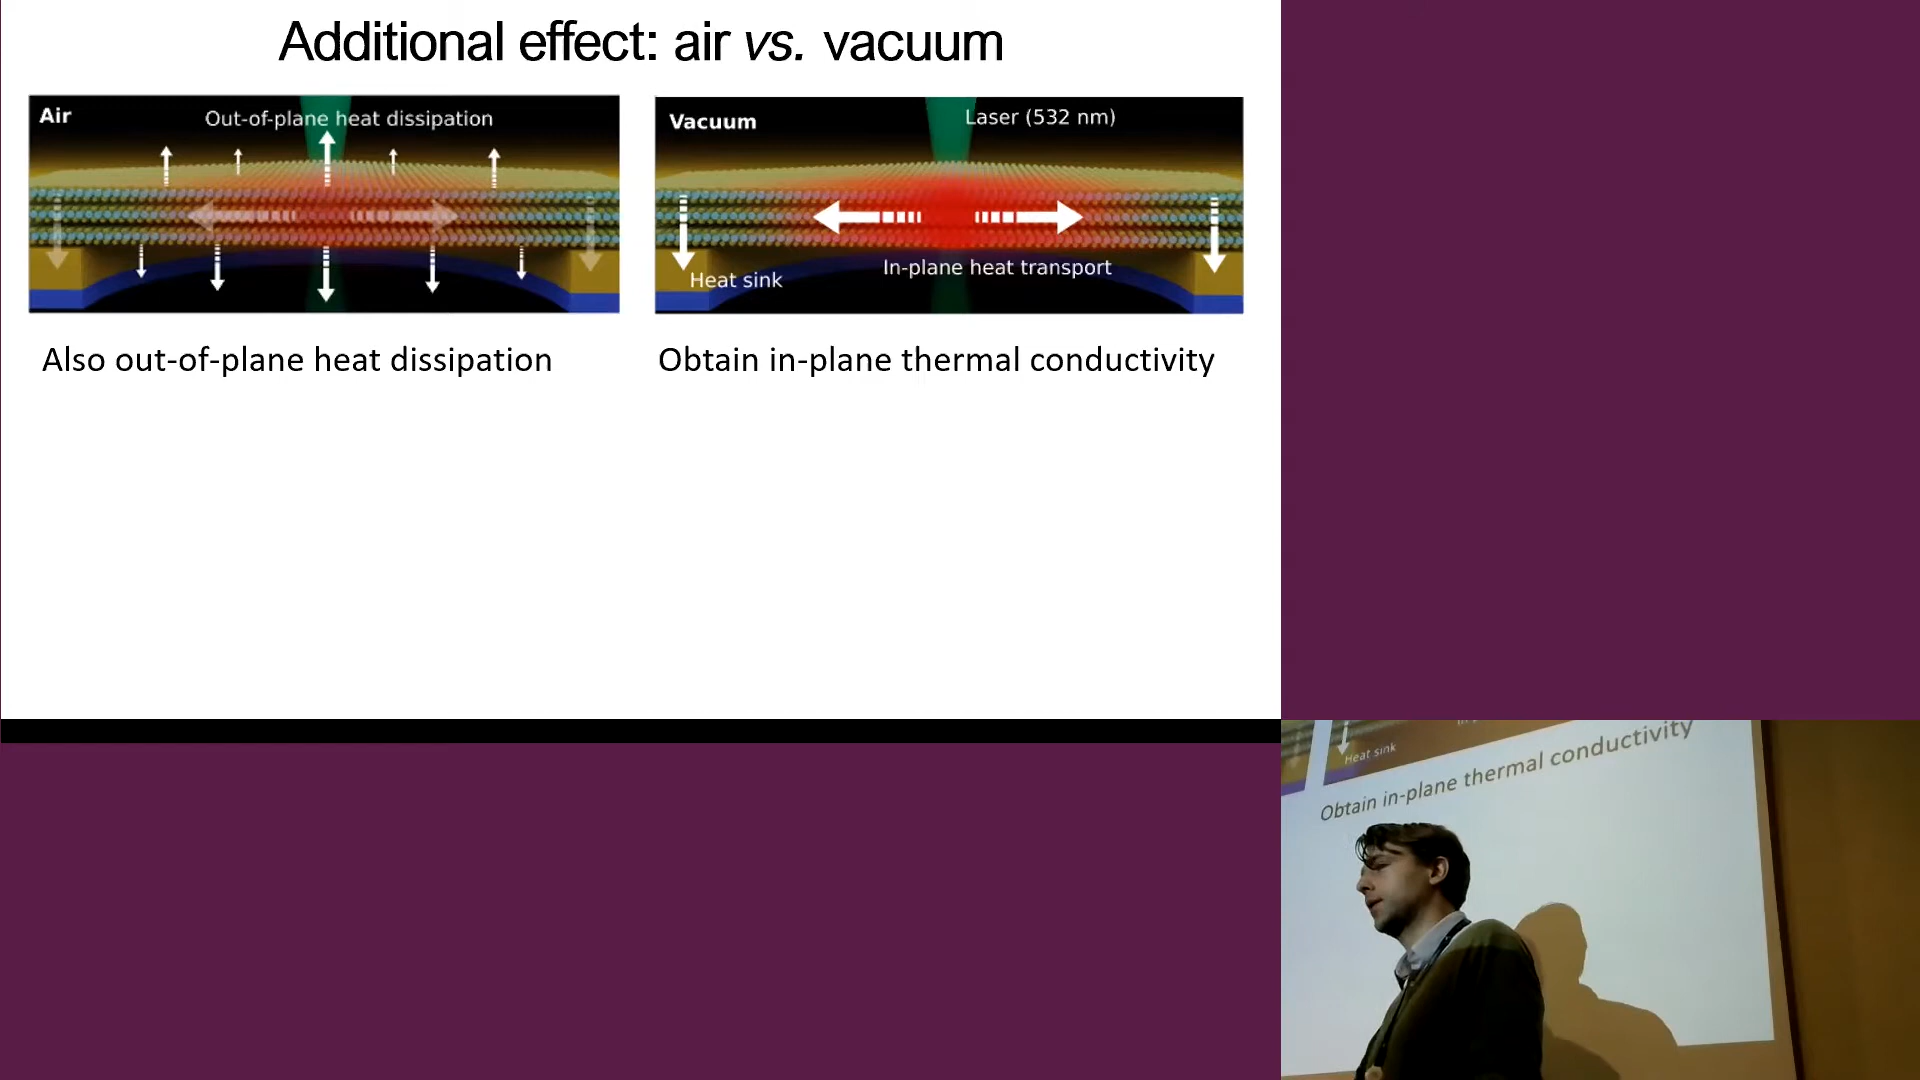 Additional effect: air vs. vacuum
Air
Out-of-plane heat dissipation
Vacuum
Laser (532 nm)
Heat sink
In-plane heat transport
Also out-of-plane heat dissipation
Obtain in-plane thermal conductivity
Heat sink
Obtain in-plane thermal conductivity